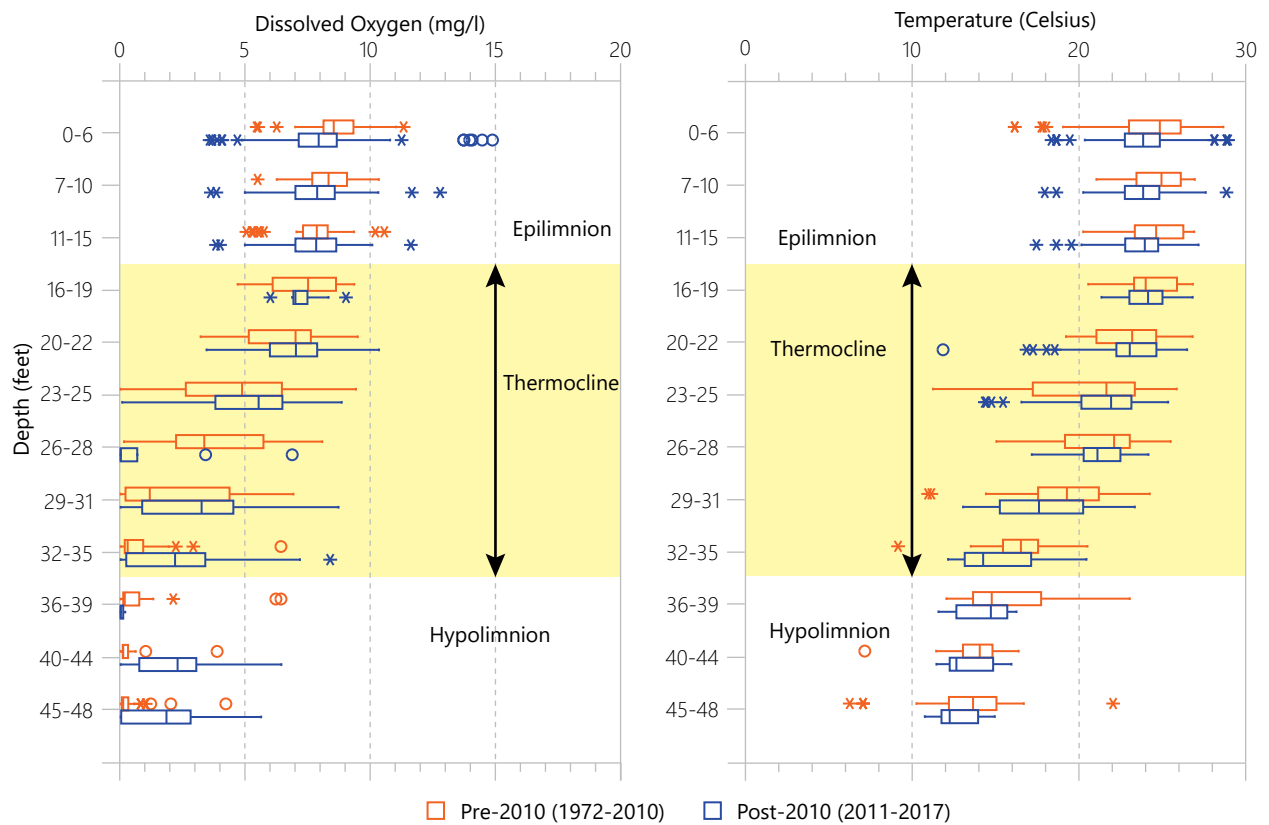 Dissolved Oxygen (mg/l)
0 5 10 15 20
Temperature (Celsius)
0 10 20 30
Depth (feet)
0-6
7-10
11-15
16-19
20-22
23-25
26-28
29-31
32-35
36-39
40-44
45-48
Epilimnion
Thermocline
Hypolimnion
0-6
7-10
11-15
16-19
20-22
23-25
26-28
29-31
32-35
36-39
40-44
45-48
Epilimnion
Thermocline
Hypolimnion
Pre-2010 (1972-2010) Post-2010 (2011-2017)